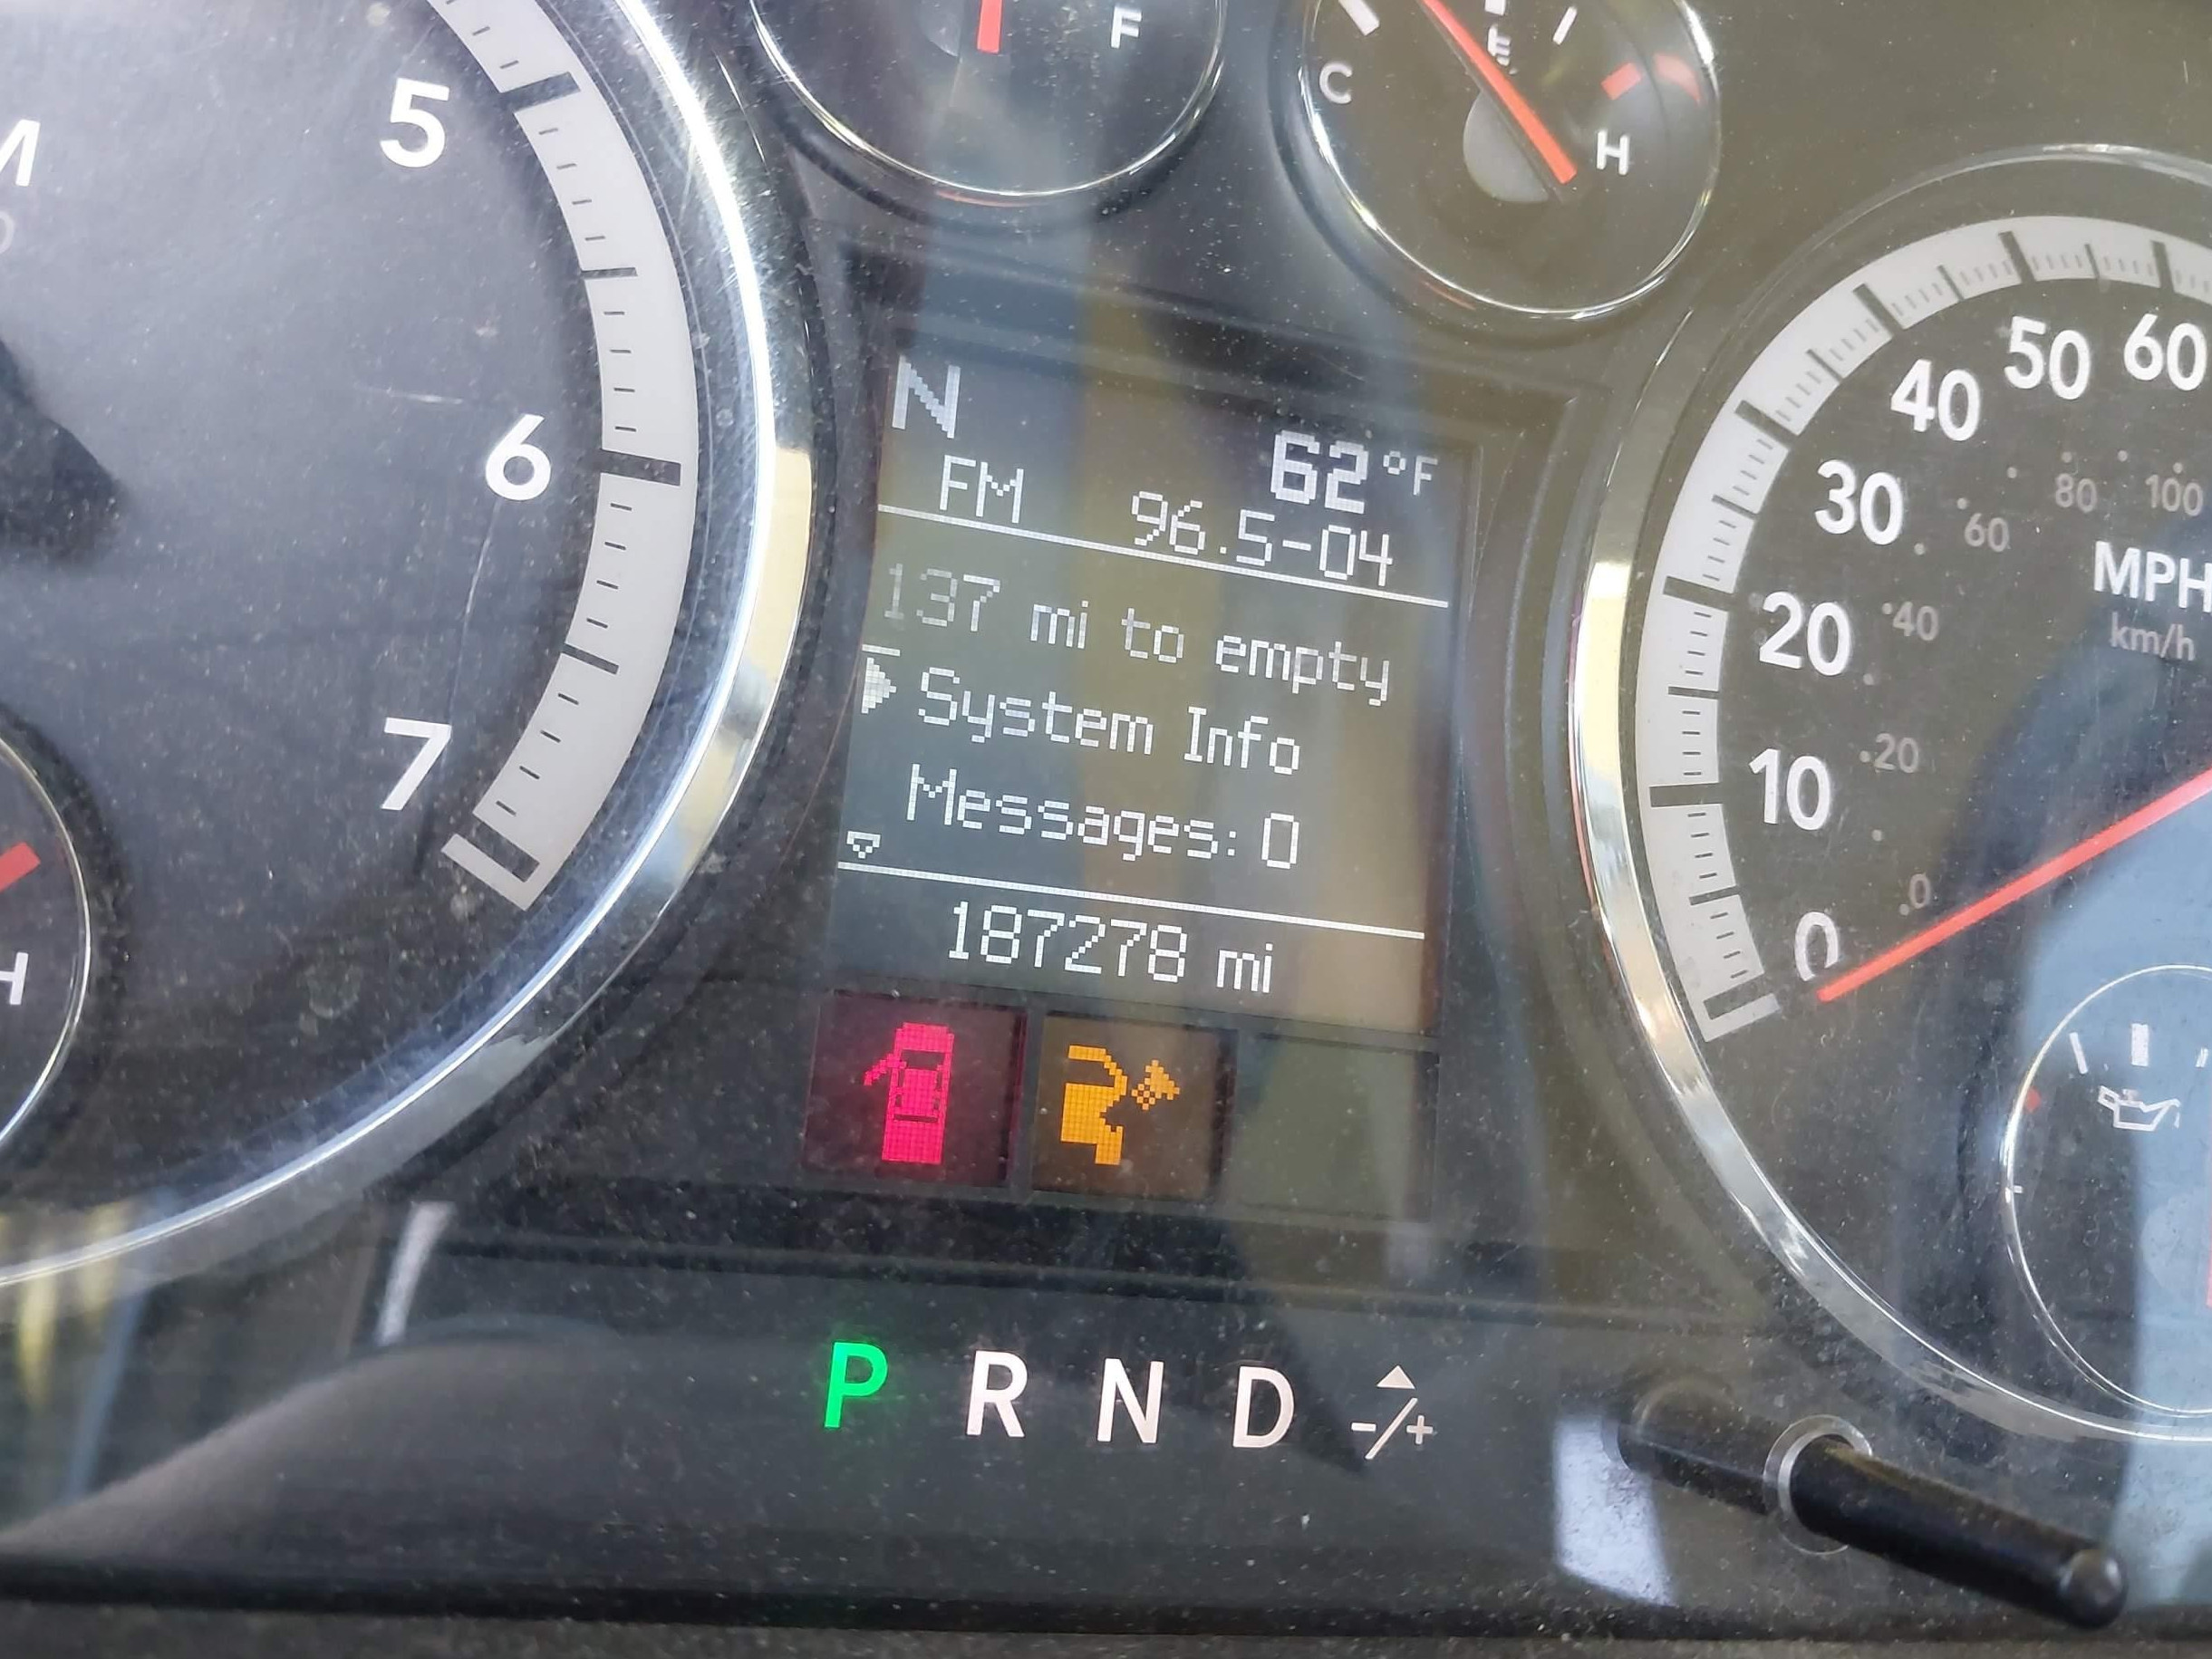 F
C
E
H
5
6
7
H
N
62°F
FM 96.5-04
137 mi to empty
System Info
Messages: 0
187278 mi
P R N D -/+
60
50
40
30
20
10
0
100
80
60
40
20
0
MPH
km/h